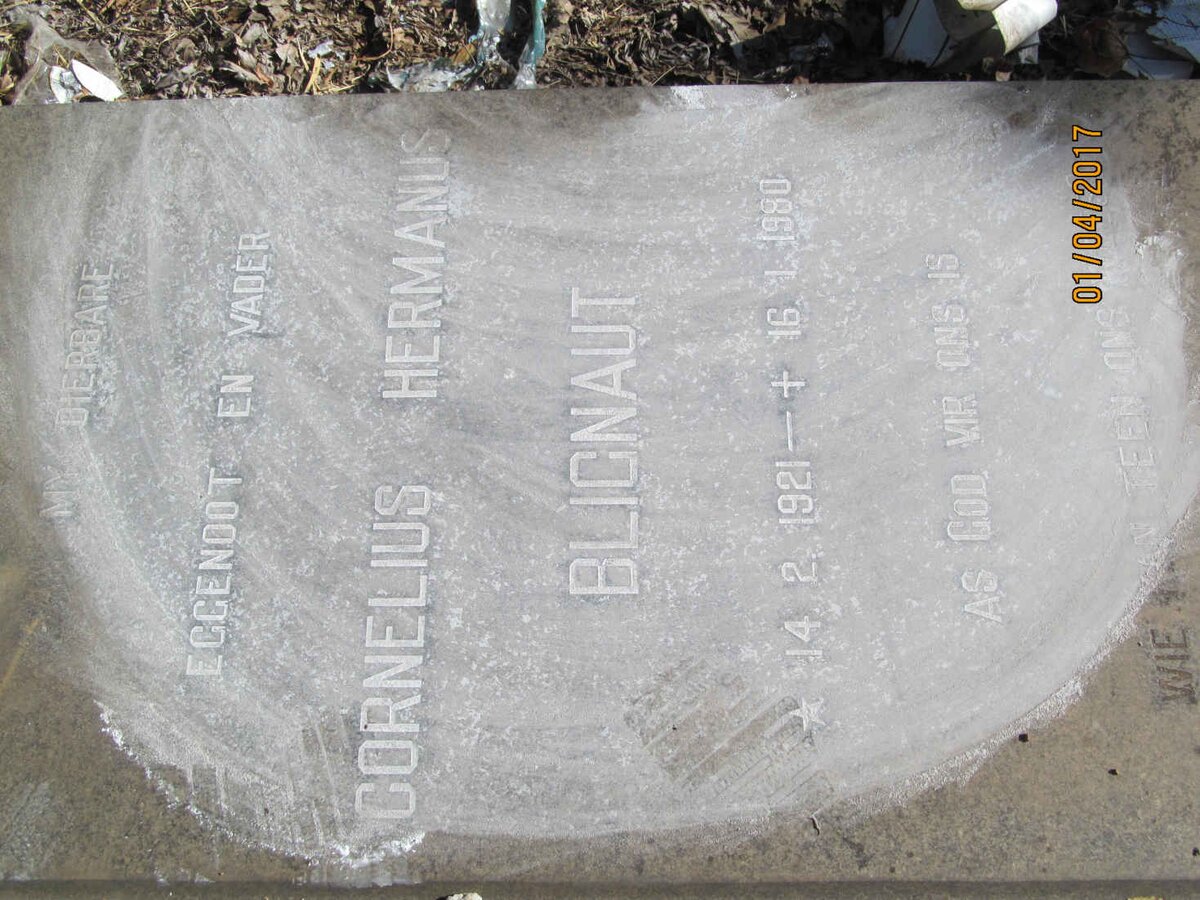 MY DIERBARE
EGGENOOT EN VADER
CORNELIUS HERMANUS
BLIGNAUT
★ 14. 2. 1921 —+ 16. 1. 1980
AS GOD VIR ONS IS
WIE KAN TEEN ONS
01/04/2017